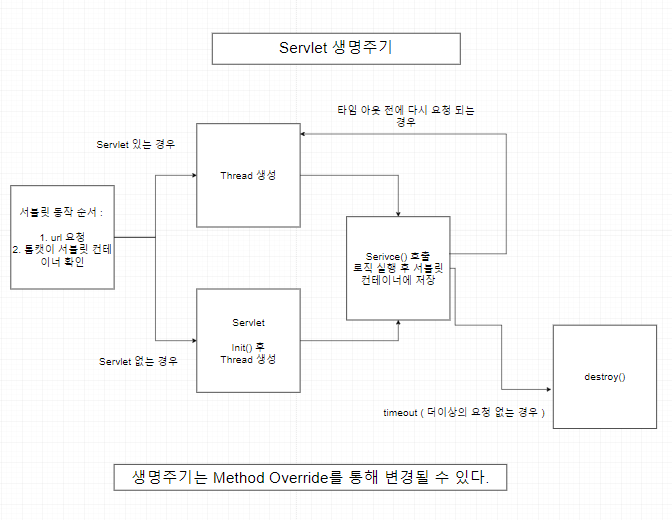 Servlet 생명주기
타임 아웃 전에 다시 요청 되는
경우
Servlet 있는 경우
Thread 생성
서블릿 동작 순서 :
1. url 요청
2. 톰캣이 서블릿 컨테
이너 확인
Serivce() 호출
로직 실행 후 서블릿
컨테이너에 저장
Servlet
Init() 후
Thread 생성
Servlet 없는 경우
destroy()
timeout ( 더이상의 요청 없는 경우 )
생명주기는 Method Override를 통해 변경될 수 있다.